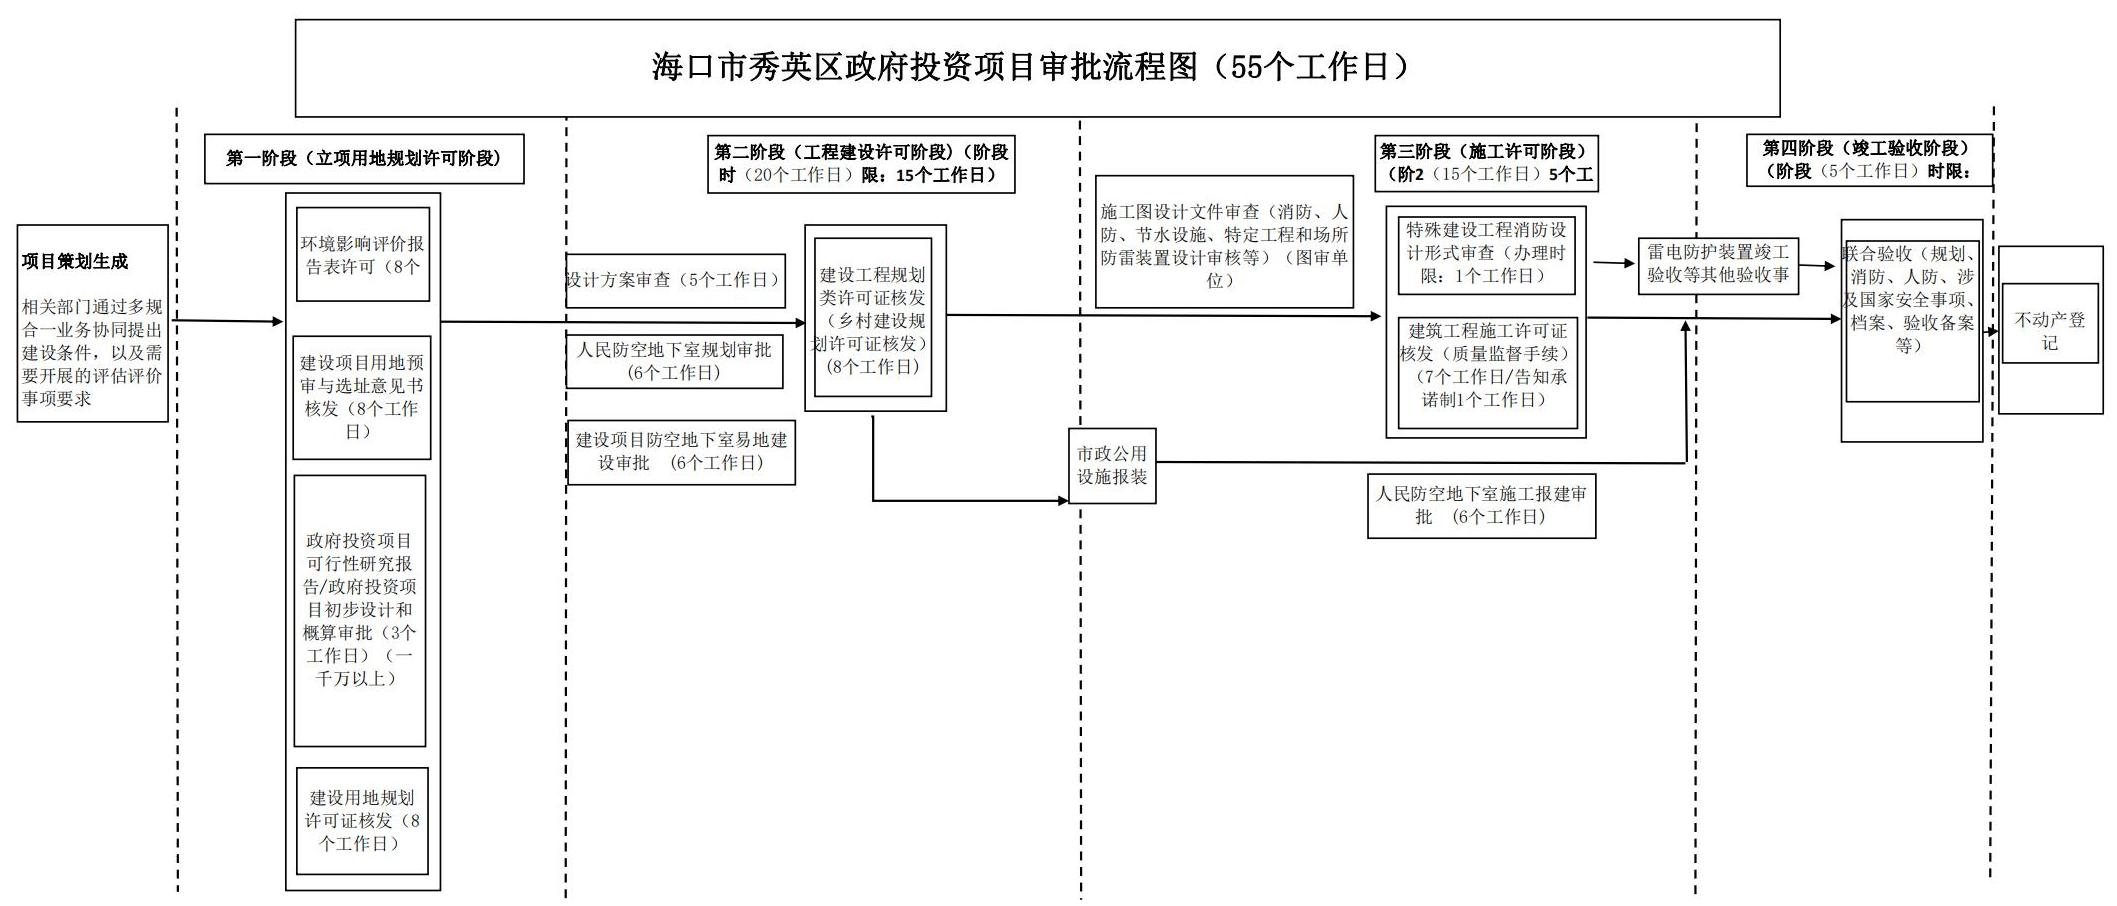 海口市秀英区政府投资项目审批流程图（55个工作日）
项目策划生成
相关部门通过多规
合一业务协同提出
建设条件，以及需
要开展的评估评价
事项要求
第一阶段（立项用地规划许可阶段)
环境影响评价报
告表许可（8个
建设项目用地预
审与选址意见书
核发（8个工作
日）
政府投资项目
可行性研究报
告/政府投资项
目初步设计和
概算审批（3个
工作日）（一
千万以上）
建设用地规划
许可证核发（8
个工作日）
第二阶段（工程建设许可阶段)（阶段
时（20个工作日）限：15个工作日）
设计方案审查（5个工作日）
人民防空地下室规划审批
(6个工作日)
建设项目防空地下室易地建
设审批 (6个工作日)
建设工程规划
类许可证核发
（乡村建设规
划许可证核发）
(8个工作日)
市政公用
设施报装
第三阶段（施工许可阶段）
（阶2（15个工作日）5个工
施工图设计文件审查（消防、人
防、节水设施、特定工程和场所
防雷装置设计审核等）（图审单
位）
特殊建设工程消防设
计形式审查（办理时
限：1个工作日）
建筑工程施工许可证
核发（质量监督手续）
（7个工作日/告知承
诺制1个工作日）
人民防空地下室施工报建审
批 (6个工作日)
雷电防护装置竣工
验收等其他验收事
第四阶段（竣工验收阶段）
（阶段（5个工作日）时限：
联合验收（规划、
消防、人防、涉
及国家安全事项、
档案、验收备案
等）
不动产登
记